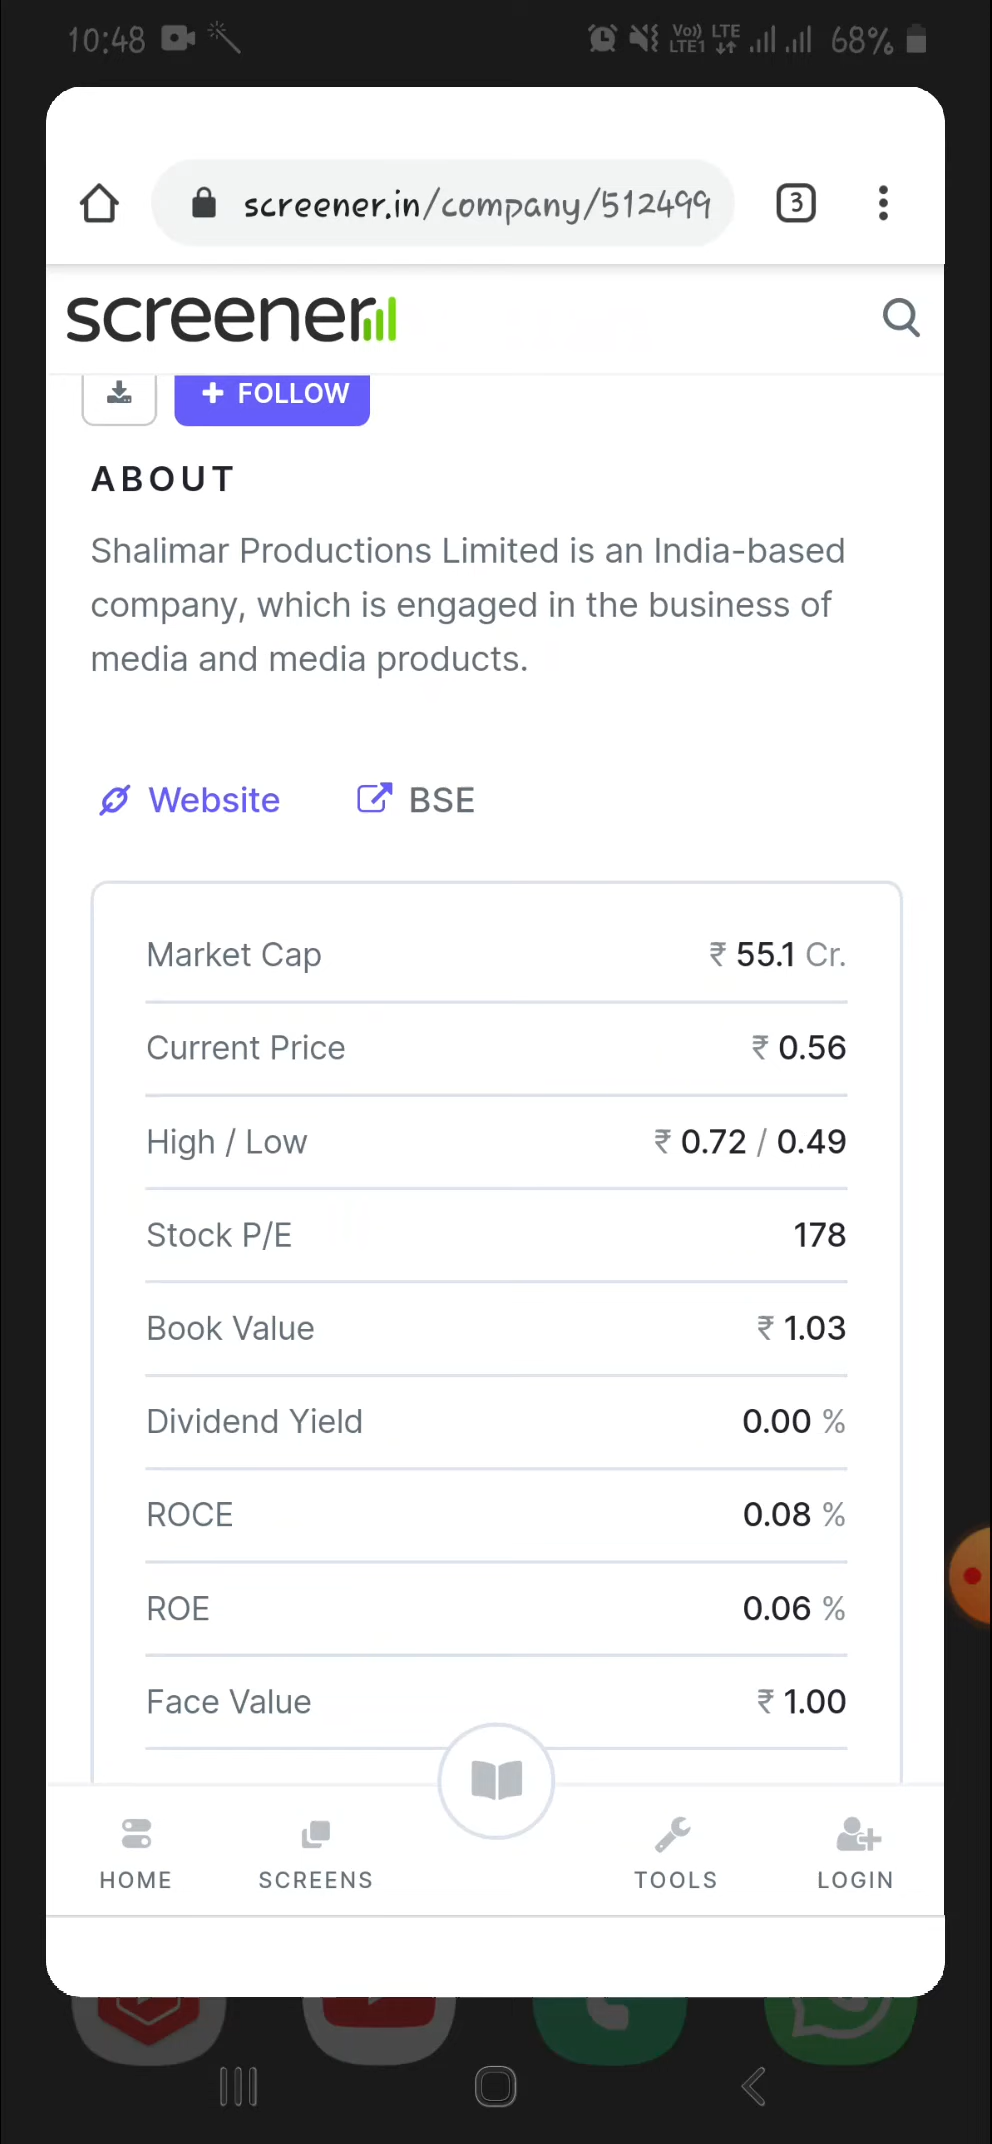 10:48
Vo)) LTE
LTE1
68%
screener.in/company/512499
3
screener
FOLLOW
ABOUT
Shalimar Productions Limited is an India-based
company, which is engaged in the business of
media and media products.
Website
BSE
Market Cap ₹ 55.1 Cr.
Current Price ₹ 0.56
High / Low ₹ 0.72 / 0.49
Stock P/E 178
Book Value ₹ 1.03
Dividend Yield 0.00 %
ROCE 0.08 %
ROE 0.06 %
Face Value ₹ 1.00
HOME SCREENS TOOLS LOGIN